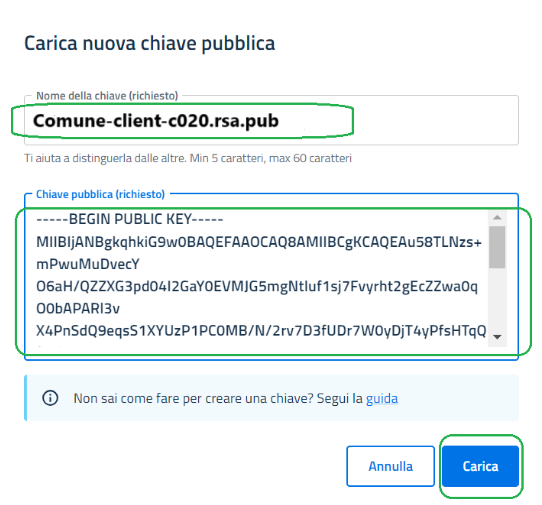 Carica nuova chiave pubblica
Nome della chiave (richiesto)
Comune-client-c020.rsa.pub
Ti aiuta a distinguerla dalle altre. Min 5 caratteri, max 60 caratteri
Chiave pubblica (richiesto)
-----BEGIN PUBLIC KEY-----
MIIBIjANBgkqhkiG9w0BAQEFAAOCAQ8AMIIBCgKCAQEAu58TLNzs+
mPwuMuDvecY
O6aH/QZZXG3pd04I2GaY0EVMJG5mgNtluf1sj7Fvyrht2gEcZZwa0q
O0bAPARl3v
X4PnSdQ9eqsS1XYUzP1PC0MB/N/2rv7D3fUDr7W0yDjT4yPfsHTqQ
Non sai come fare per creare una chiave? Segui la guida
Annulla
Carica